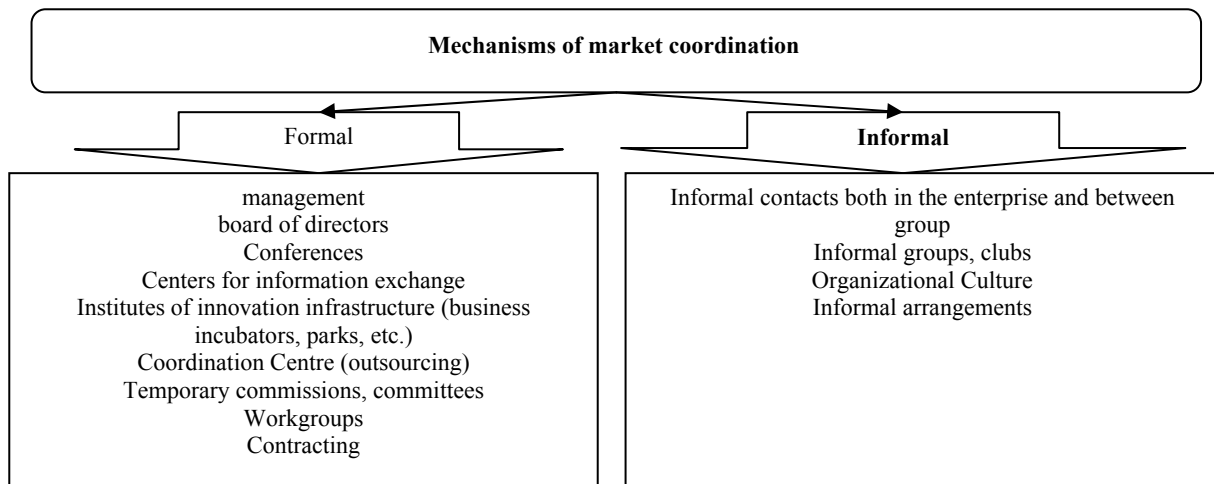 Mechanisms of market coordination
Formal
management
board of directors
Conferences
Centers for information exchange
Institutes of innovation infrastructure (business
incubators, parks, etc.)
Coordination Centre (outsourcing)
Temporary commissions, committees
Workgroups
Contracting
Informal
Informal contacts both in the enterprise and between
group
Informal groups, clubs
Organizational Culture
Informal arrangements